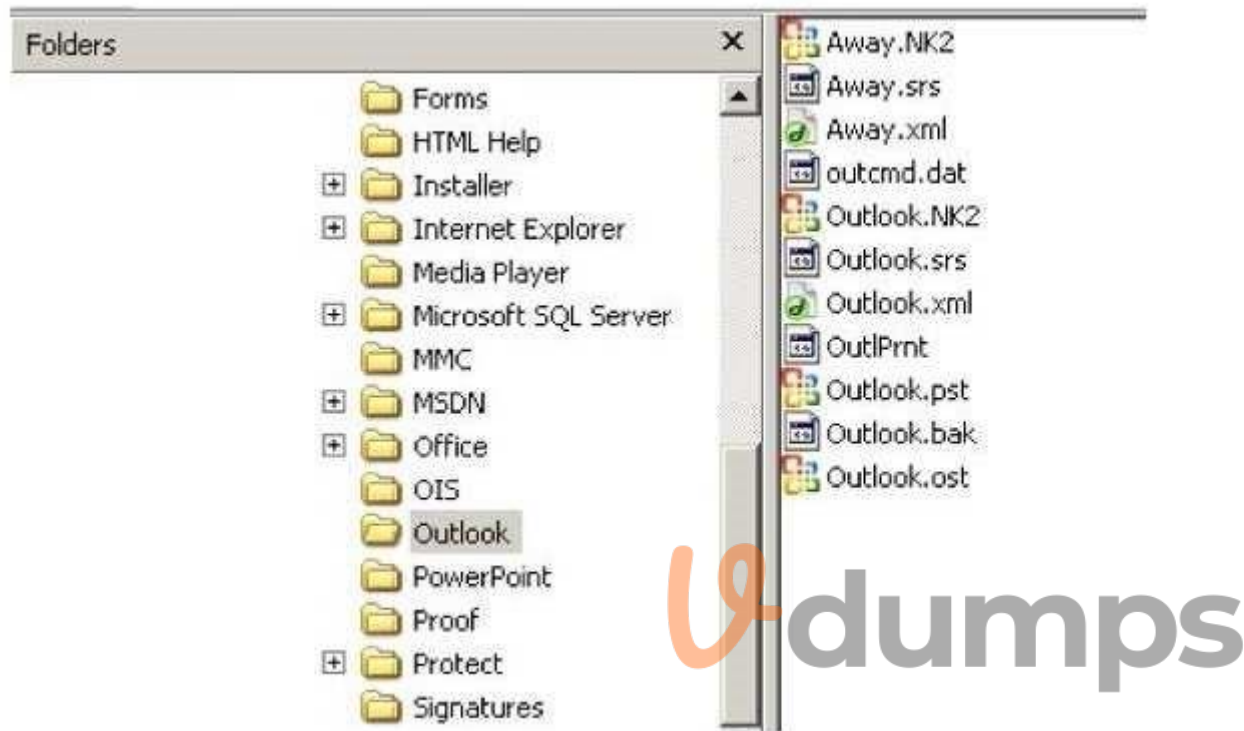 Folders
Forms
HTML Help
Installer
Internet Explorer
Media Player
Microsoft SQL Server
MMC
MSDN
Office
OIS
Outlook
PowerPoint
Proof
Protect
Signatures
Away.NK2
Away.srs
Away.xml
outcmd.dat
Outlook.NK2
Outlook.srs
Outlook.xml
OutlPrnt
Outlook.pst
Outlook.bak
Outlook.ost
Vdumps